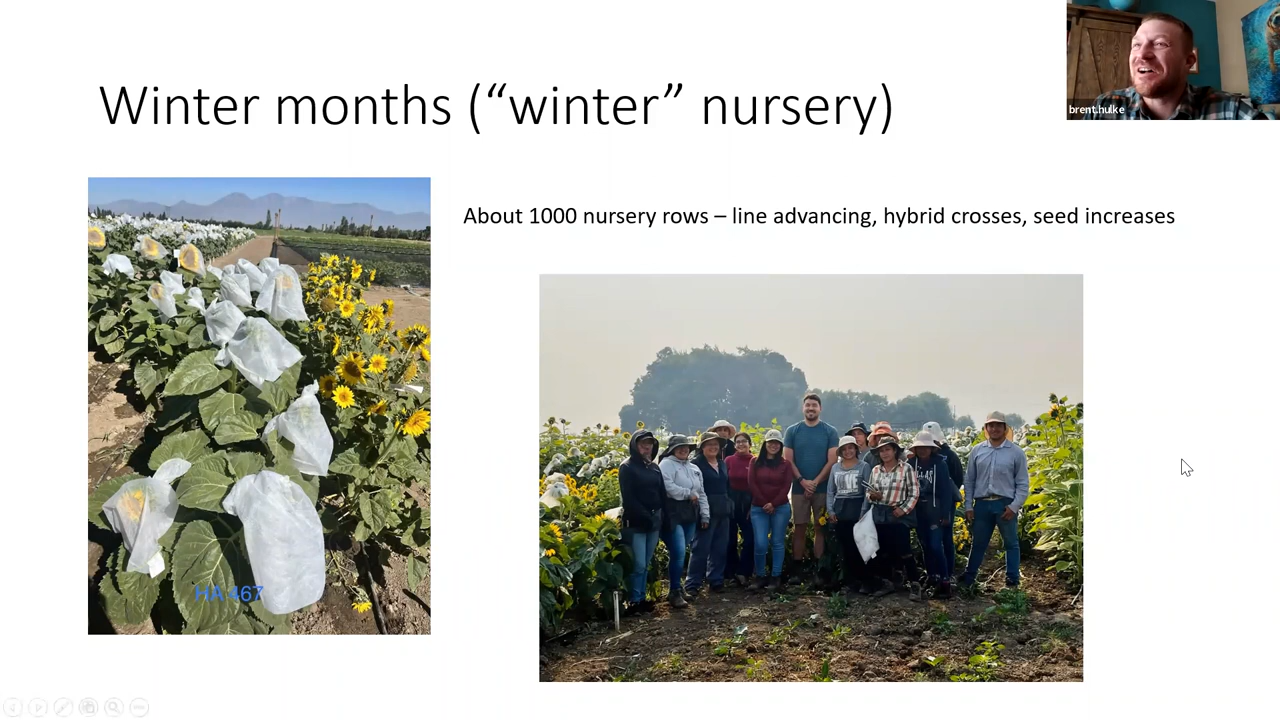 brent.hulke
Winter months (“winter” nursery)
About 1000 nursery rows – line advancing, hybrid crosses, seed increases
HA 467